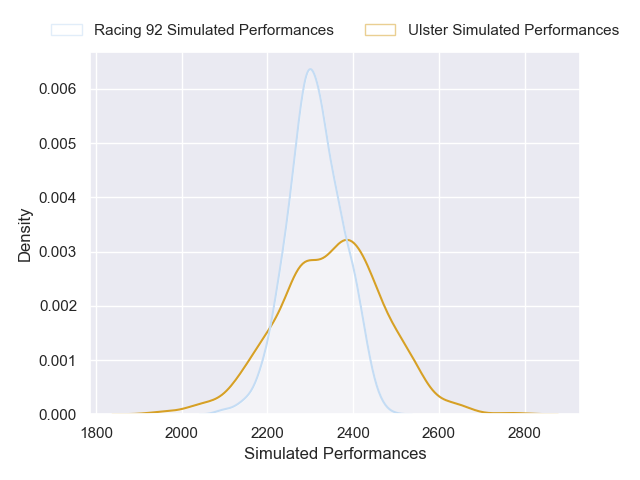 Racing 92 Simulated Performances Ulster Simulated Performances
0.006
0.005
0.004
0.003
0.002
0.001
0.000
Density
1800 2000 2200 2400 2600 2800
Simulated Performances